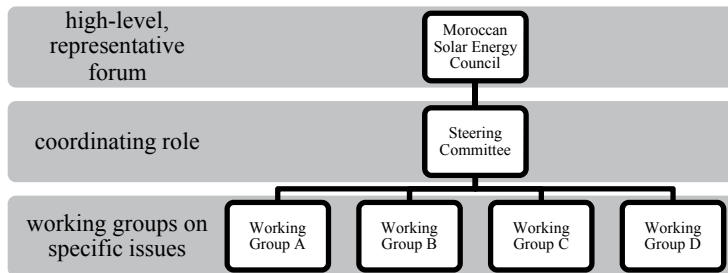 high-level,
representative
forum
Moroccan
Solar Energy
Council
coordinating role
Steering
Committee
working groups on
specific issues
Working
Group A
Working
Group B
Working
Group C
Working
Group D